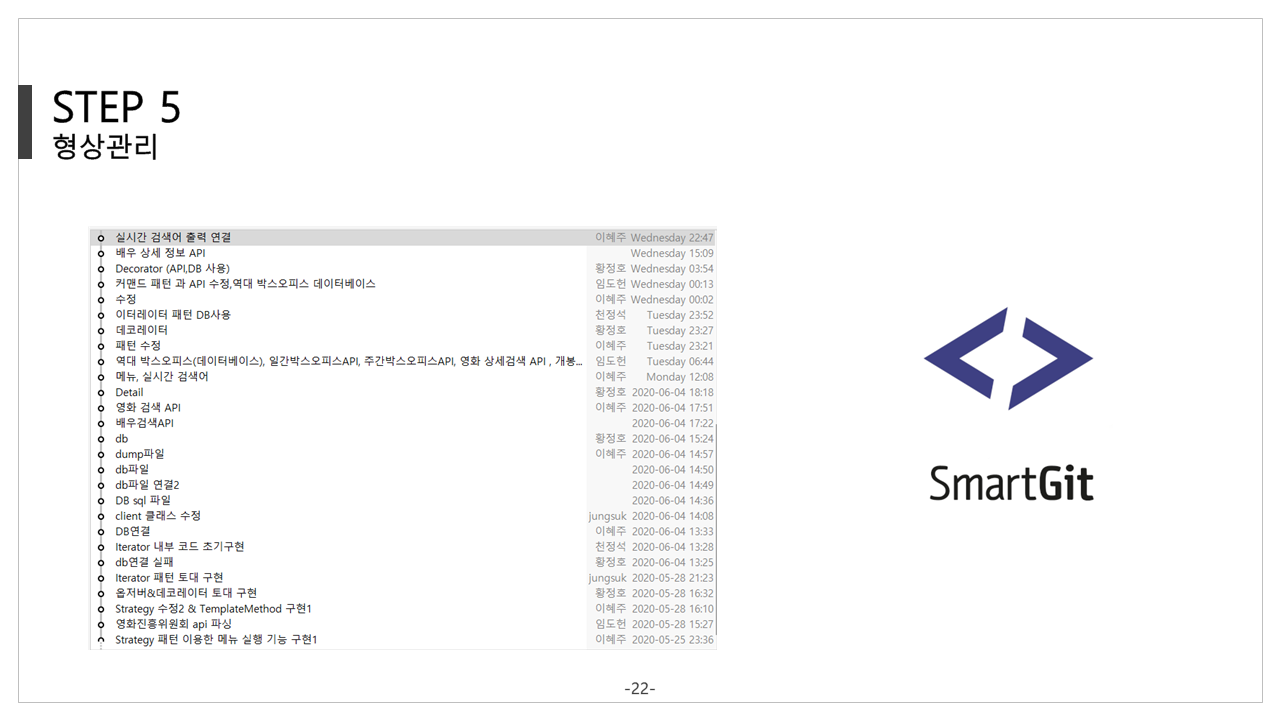 STEP 5
형상관리
실시간 검색어 출력 연결 이혜주 Wednesday 22:47
배우 상세 정보 API Wednesday 15:09
Decorator (API,DB 사용) 황정호 Wednesday 03:54
커맨드 패턴 과 API 수정,역대 박스오피스 데이터베이스 임도헌 Wednesday 00:13
수정 이혜주 Wednesday 00:02
이터레이터 패턴 DB사용 천정석 Tuesday 23:52
데코레이터 황정호 Tuesday 23:27
패턴 수정 이혜주 Tuesday 23:21
역대 박스오피스(데이터베이스), 일간박스오피스API, 주간박스오피스API, 영화 상세검색 API , 개봉... 임도헌 Tuesday 06:44
메뉴, 실시간 검색어 이혜주 Monday 12:08
Detail 황정호 2020-06-04 18:18
영화 검색 API 이혜주 2020-06-04 17:51
배우검색API 2020-06-04 17:22
db 황정호 2020-06-04 15:24
dump파일 이혜주 2020-06-04 14:57
db파일 2020-06-04 14:50
db파일 연결2 2020-06-04 14:49
DB sql 파일 2020-06-04 14:36
client 클래스 수정 jungsuk 2020-06-04 14:08
DB연결 이혜주 2020-06-04 13:33
Iterator 내부 코드 초기구현 천정석 2020-06-04 13:28
db연결 실패 황정호 2020-06-04 13:25
Iterator 패턴 토대 구현 jungsuk 2020-05-28 21:23
옵저버&데코레이터 토대 구현 황정호 2020-05-28 16:32
Strategy 수정2 & TemplateMethod 구현1 이혜주 2020-05-28 16:10
영화진흥위원회 api 파싱 임도헌 2020-05-28 15:27
Strategy 패턴 이용한 메뉴 실행 기능 구현1 이혜주 2020-05-25 23:36
SmartGit
-22-